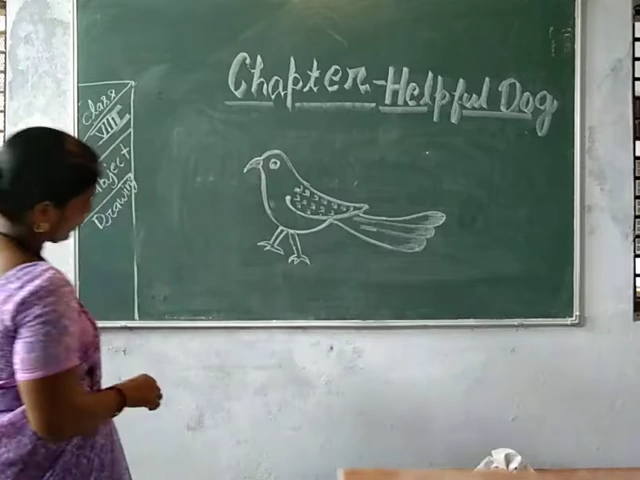 Chapter-Helpful Dog
Class
VIII
Subject
Drawing